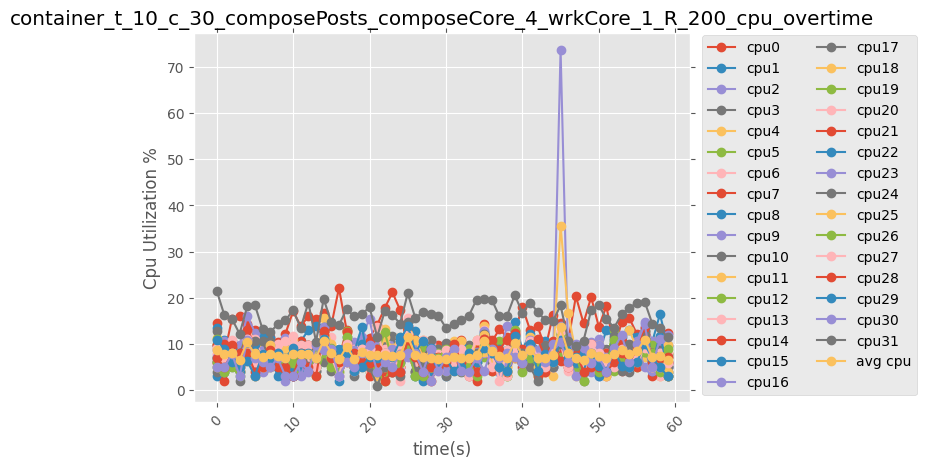 container_t_10_c_30_composePosts_composeCore_4_wrkCore_1_R_200_cpu_overtime
Cpu Utilization %
70
60
50
40
30
20
10
0
0
10
20
30
40
50
60
time(s)
cpu0
cpu1
cpu2
cpu3
cpu4
cpu5
cpu6
cpu7
cpu8
cpu9
cpu10
cpu11
cpu12
cpu13
cpu14
cpu15
cpu16
cpu17
cpu18
cpu19
cpu20
cpu21
cpu22
cpu23
cpu24
cpu25
cpu26
cpu27
cpu28
cpu29
cpu30
cpu31
avg cpu